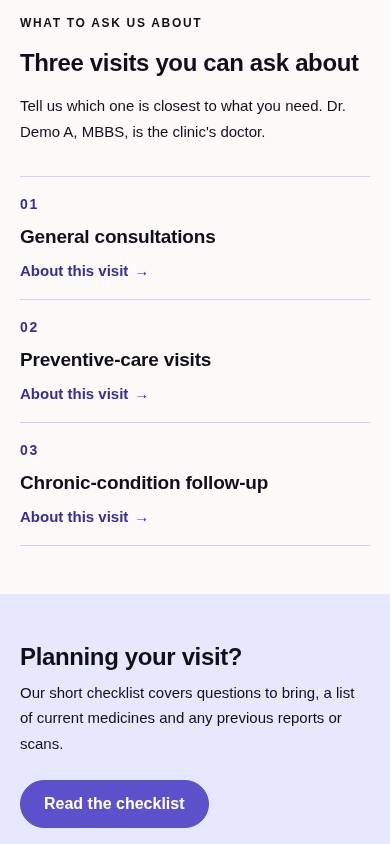 WHAT TO ASK US ABOUT
Three visits you can ask about
Tell us which one is closest to what you need. Dr.
Demo A, MBBS, is the clinic's doctor.
01
General consultations
About this visit →
02
Preventive-care visits
About this visit →
03
Chronic-condition follow-up
About this visit →
Planning your visit?
Our short checklist covers questions to bring, a list
of current medicines and any previous reports or
scans.
Read the checklist